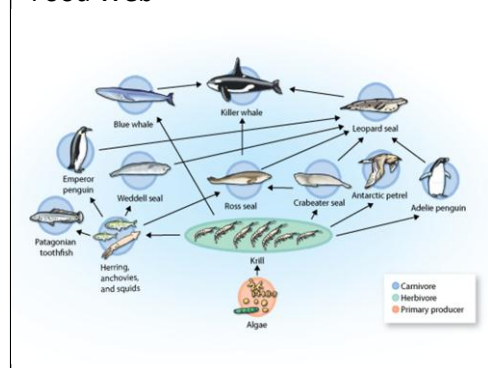 Food Web
Killer whale
Blue whale
Leopard seal
Emperor
penguin
Weddell seal
Ross seal
Crabeater seal
Antarctic petrel
Adelie penguin
Patagonian
toothfish
Herring,
anchovies,
and squids
Krill
Algae
Carnivore
Herbivore
Primary producer